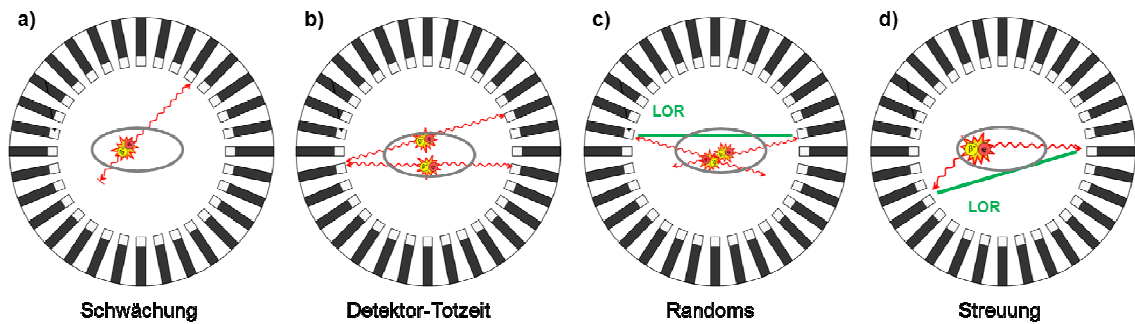 a)
b)
c)
d)
LOR
LOR
Schwächung
Detektor-Totzeit
Randoms
Streuung